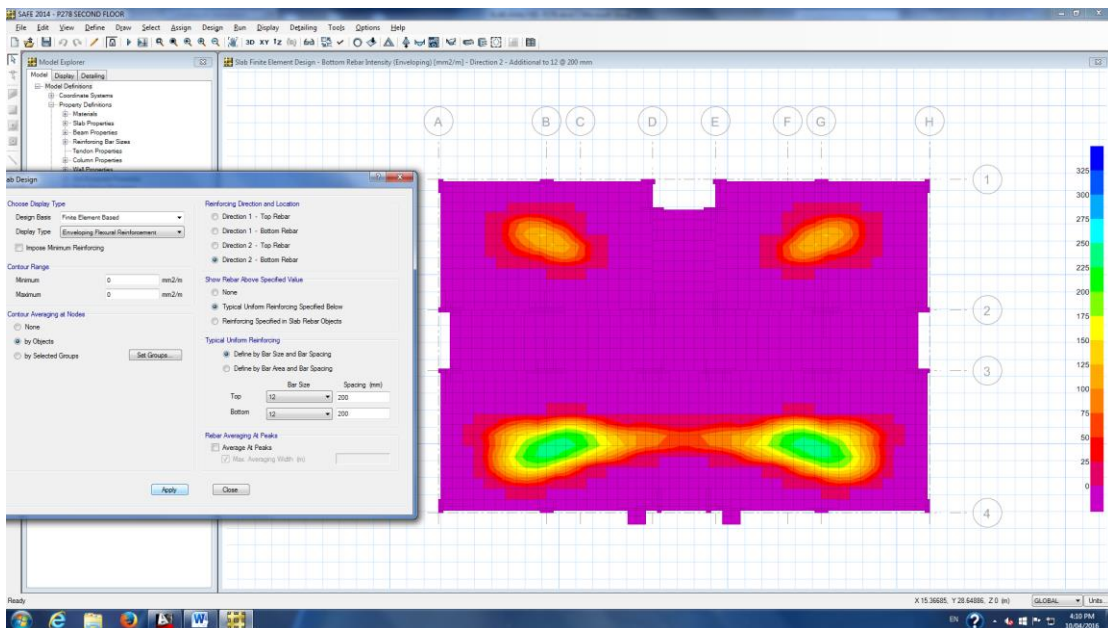 SAFE 2014 - P278 SECOND FLOOR
File Edit View Define Draw Select Assign Design Run Display Detailing Tools Options Help
3D XY
Model Explorer
Model Display Detailing
Model Definitions
Coordinate Systems
Property Definitions
Materials
Slab Properties
Beam Properties
Reinforcing Bar Sizes
Tendon Properties
Column Properties
Wall Properties
Slab Finite Element Design - Bottom Rebar Intensity (Enveloping) [mm2/m] - Direction 2 - Additional to 12 @ 200 mm
ab Design
Choose Display Type
Design Basis Finite Element Based
Display Type Enveloping Flexural Reinforcement
Impose Minimum Reinforcing
Contour Range
Minimum 0 mm2/m
Maximum 0 mm2/m
Contour Averaging at Nodes
None
by Objects
by Selected Groups Set Groups...
Reinforcing Direction and Location
Direction 1 - Top Rebar
Direction 1 - Bottom Rebar
Direction 2 - Top Rebar
Direction 2 - Bottom Rebar
Show Rebar Above Specified Value
None
Typical Uniform Reinforcing Specified Below
Reinforcing Specified in Slab Rebar Objects
Typical Uniform Reinforcing
Define by Bar Size and Bar Spacing
Define by Bar Area and Bar Spacing
Bar Size Spacing (mm)
Top 12 200
Bottom 12 200
Rebar Averaging At Peaks
Average At Peaks
Max. Averaging Width (m)
Apply Close
A B C D E F G H
1
2
3
4
325
300
275
250
225
200
175
150
125
100
75
50
25
0
Ready
X 15.36685, Y 28.64886, Z 0 (m) GLOBAL Units...
EN 4:10 PM
10/04/2016